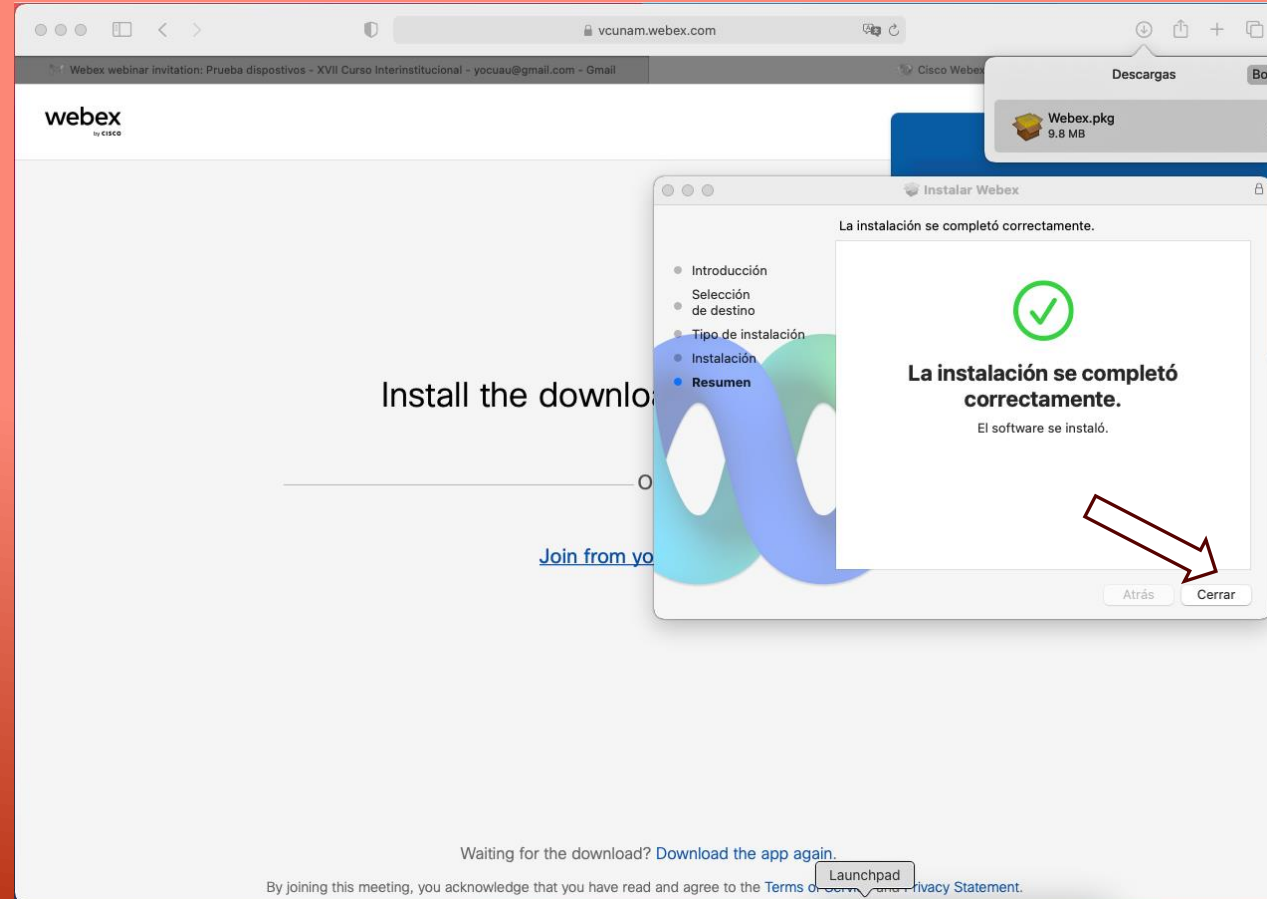 vcunam.webex.com
Webex webinar invitation: Prueba dispostivos - XVII Curso Interinstitucional - yocuau@gmail.com - Gmail
Cisco Webex
Descargas
webex
by CISCO
Webex.pkg
9.8 MB
Instalar Webex
La instalación se completó correctamente.
Introducción
Selección
de destino
Tipo de instalación
Instalación
Resumen
La instalación se completó
correctamente.
El software se instaló.
Install the
Join from
Atrás
Cerrar
Waiting for the download? Download the app again.
Launchpad
By joining this meeting, you acknowledge that you have read and agree to the Terms of and Privacy Statement.